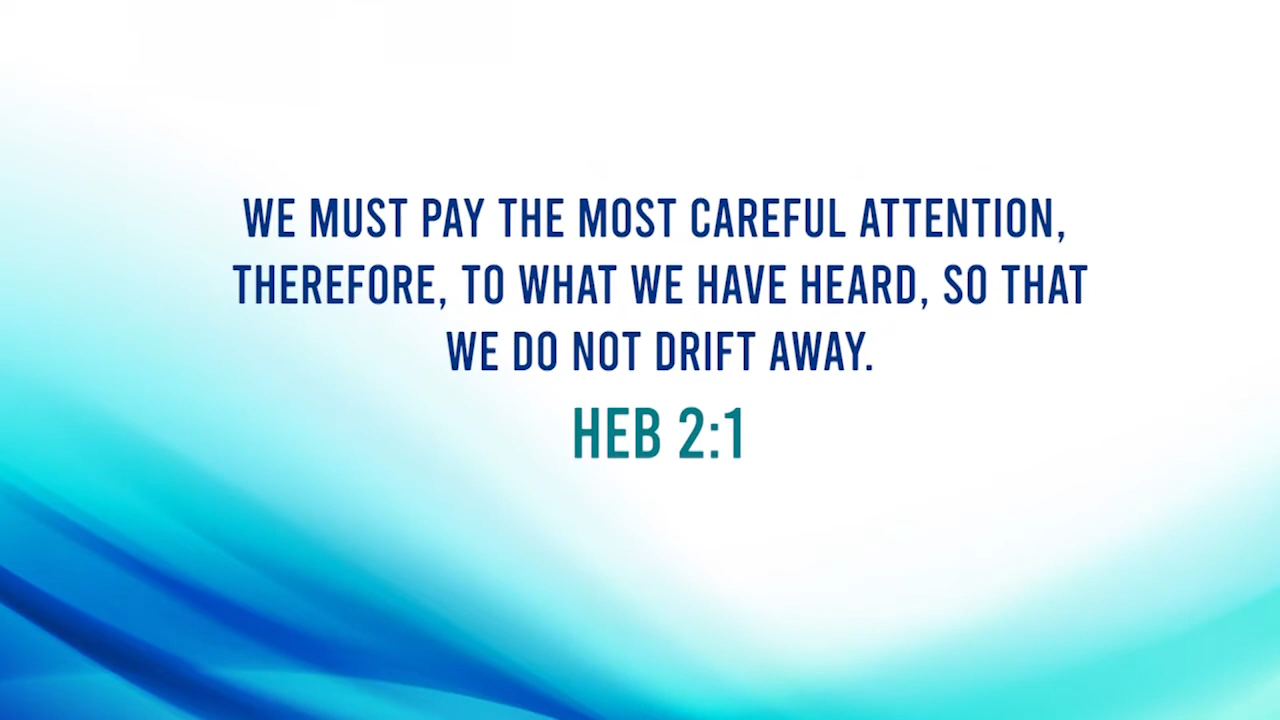 WE MUST PAY THE MOST CAREFUL ATTENTION,
THEREFORE, TO WHAT WE HAVE HEARD, SO THAT
WE DO NOT DRIFT AWAY.
HEB 2:1